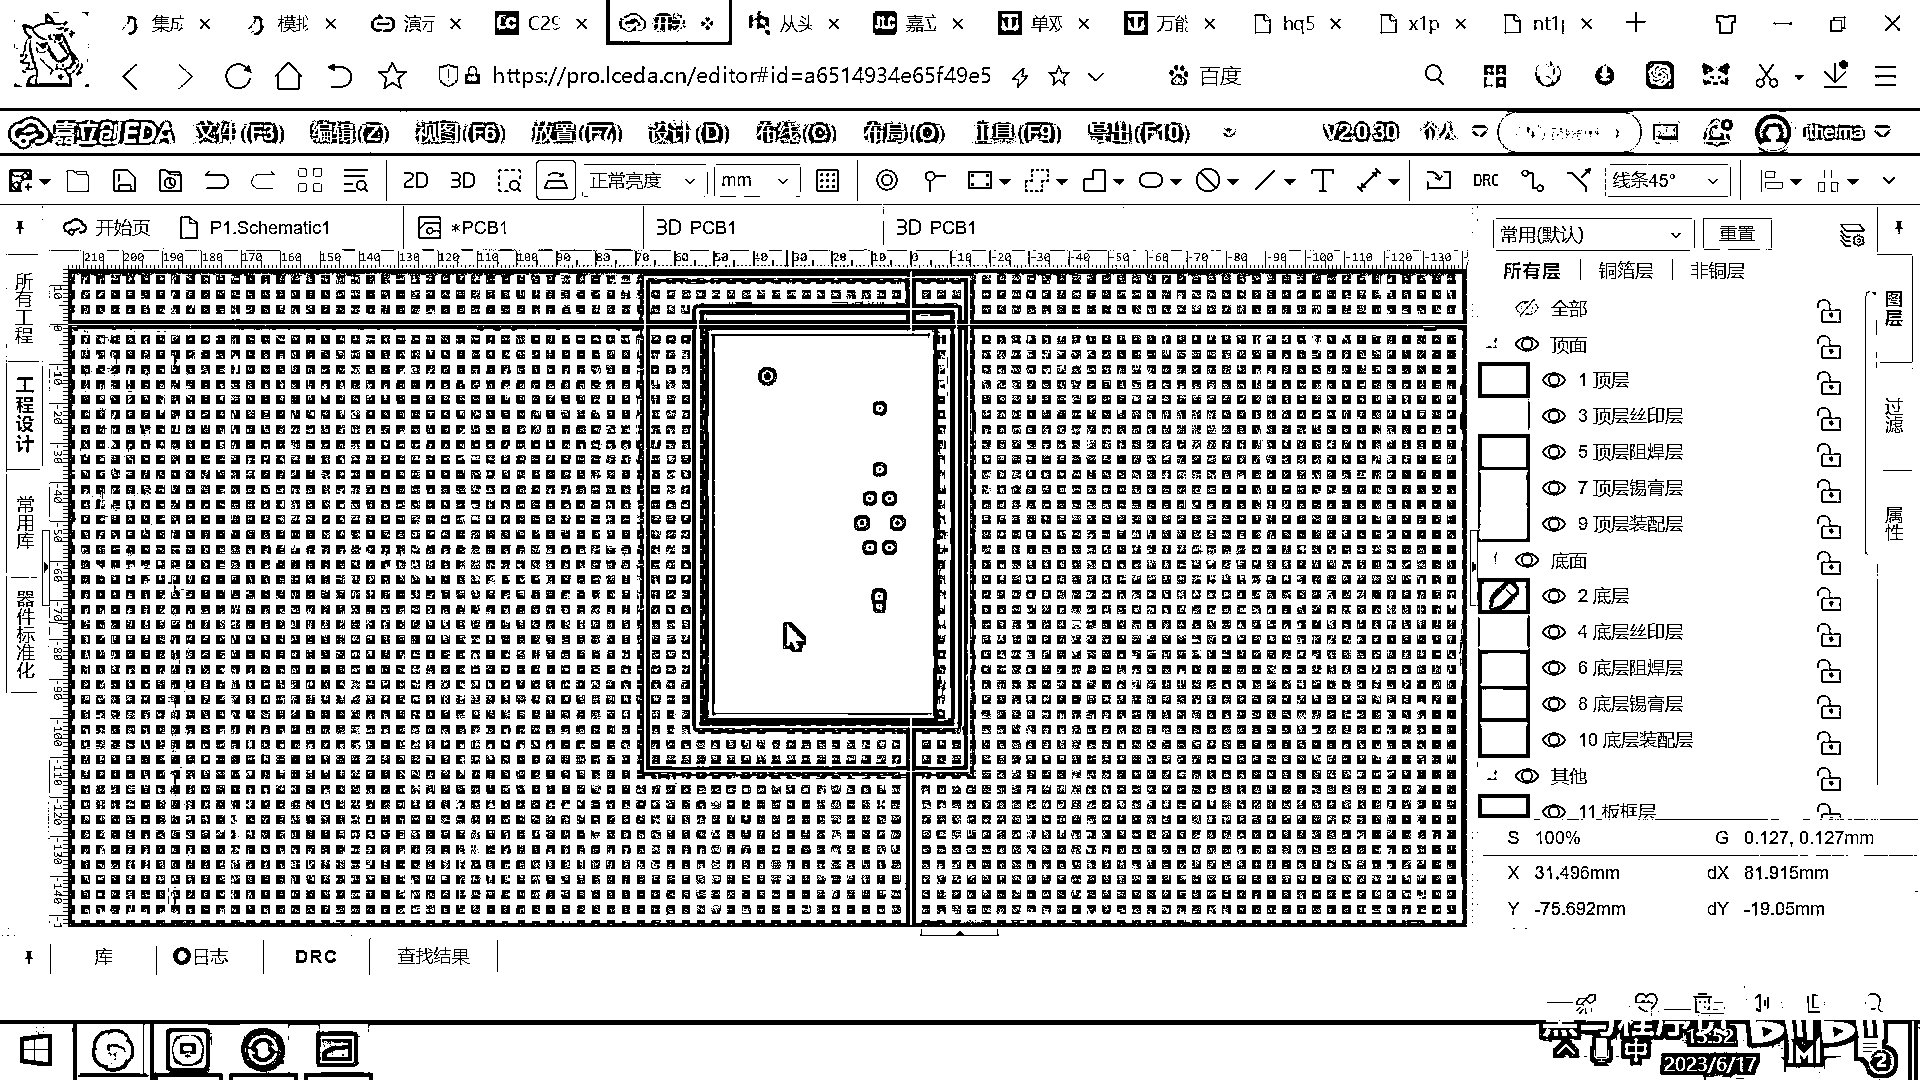 集成 模拟 演示 C29 从头 嘉立 单双 万能 hq5 x1p nt1j
https://pro.lceda.cn/editor#id=a6514934e65f49e5 百度
嘉立创EDA 文件(F3) 编辑(Z) 视图(F6) 放置(F7) 设计(D) 布线(C) 布局(O) 工具(F9) 导出(F10) V2.0.30 个人 ithema
2D 3D 正常亮度 mm DRC 线条45°
开始页 P1.Schematic1 *PCB1 3D PCB1 3D PCB1
常用(默认) 重置
所有层 铜箔层 非铜层
全部
顶面
1 顶层
3 顶层丝印层
5 顶层阻焊层
7 顶层锡膏层
9 顶层装配层
底面
2 底层
4 底层丝印层
6 底层阻焊层
8 底层锡膏层
10 底层装配层
其他
11 板框层
S 100% G 0.127, 0.127mm
X 31.496mm dX 81.915mm
Y -75.692mm dY -19.05mm
所有工程
工程设计
常用库
器件标准化
图层
过滤
属性
库 日志 DRC 查找结果
中 15:52
2023/6/17 2